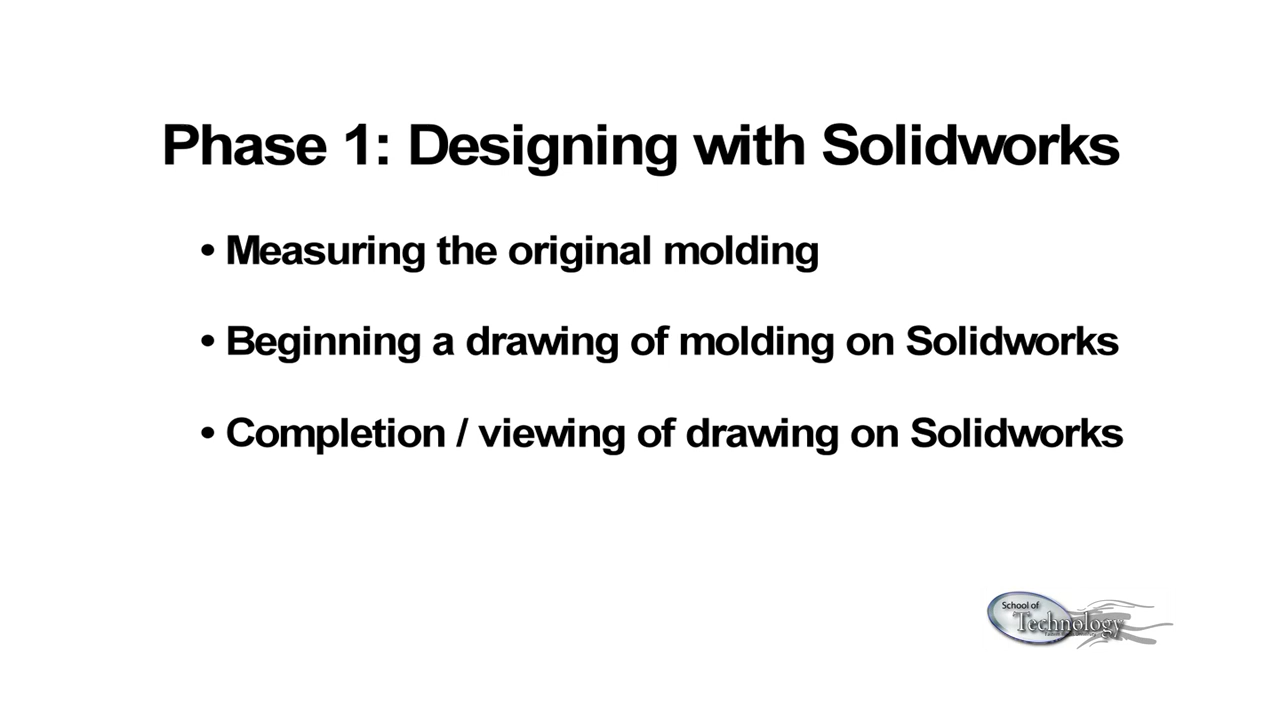 Phase 1: Designing with Solidworks
• Measuring the original molding
• Beginning a drawing of molding on Solidworks
• Completion / viewing of drawing on Solidworks
School of
Technology